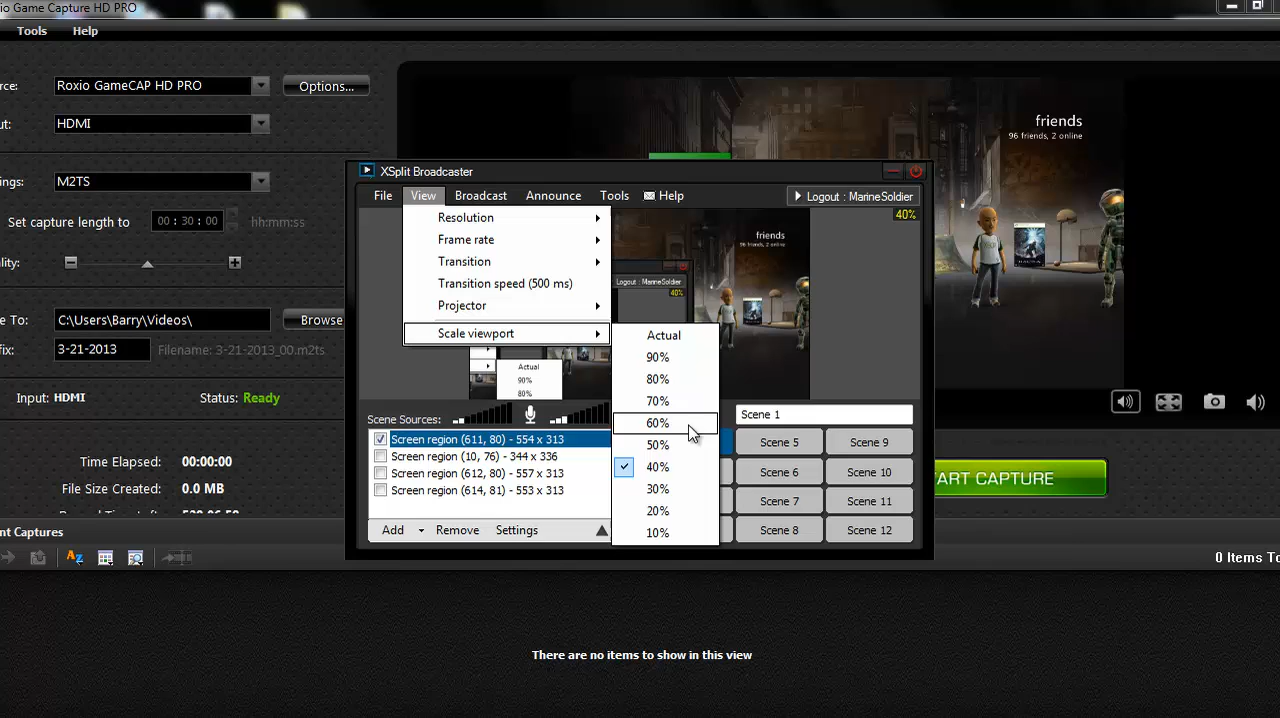 xio Game Capture HD PRO
Tools Help
rce: Roxio GameCAP HD PRO Options...
ut: HDMI
ings: M2TS
Set capture length to 00 : 30 : 00 hh:mm:ss
ality:
e To: C:\Users\Barry\Videos\ Browse
fix: 3-21-2013 Filename: 3-21-2013_00.m2ts
Input: HDMI Status: Ready
Time Elapsed: 00:00:00
File Size Created: 0.0 MB
nt Captures
There are no items to show in this view
friends
96 friends, 2 online
ART CAPTURE
0 Items To
XSplit Broadcaster
File View Broadcast Announce Tools Help Logout : MarineSoldier
40%
Resolution
Frame rate
Transition
Transition speed (500 ms)
Projector
Scale viewport
Actual
90%
80%
70%
60%
50%
40%
30%
20%
10%
friends
96 friends, 2 online
Logout : MarineSoldier
40%
Actual
90%
80%
Scene Sources:
Screen region (611, 80) - 554 x 313
Screen region (10, 76) - 344 x 336
Screen region (612, 80) - 557 x 313
Screen region (614, 81) - 553 x 313
Add Remove Settings
Scene 1
Scene 5 Scene 9
Scene 6 Scene 10
Scene 7 Scene 11
Scene 8 Scene 12